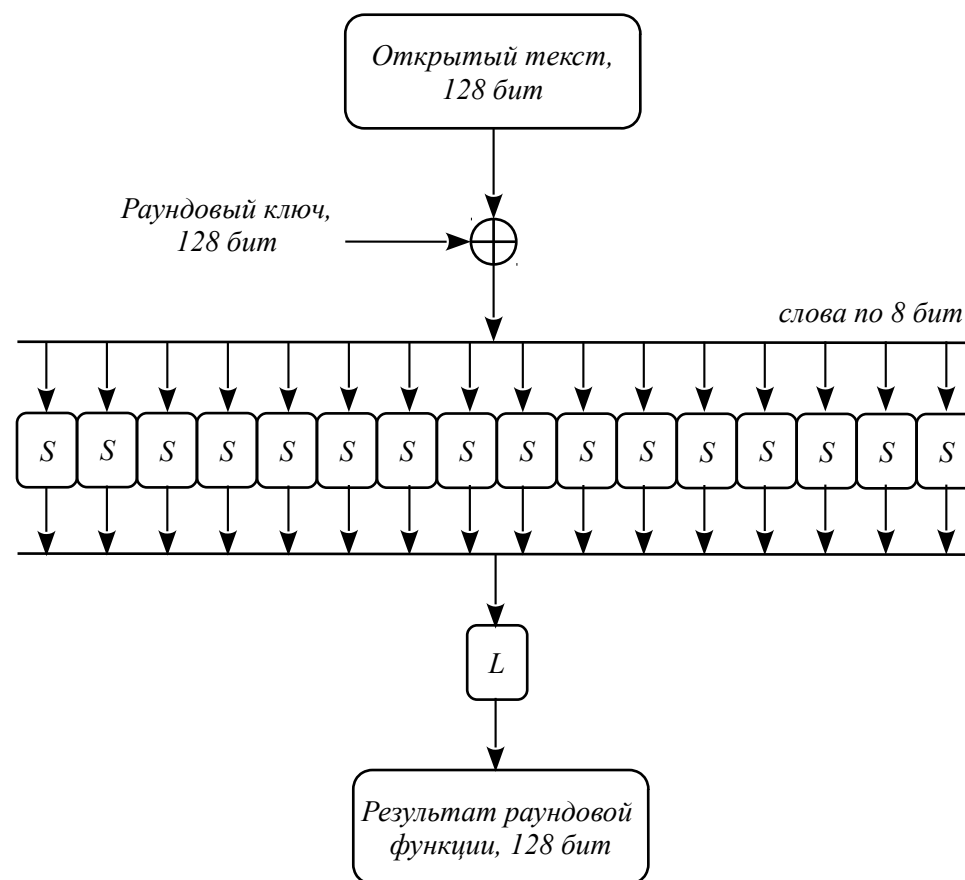 Открытый текст,
128 бит
Раундовый ключ,
128 бит
слова по 8 бит
S S S S S S S S S S S S S S S S
L
Результат раундовой
функции, 128 бит